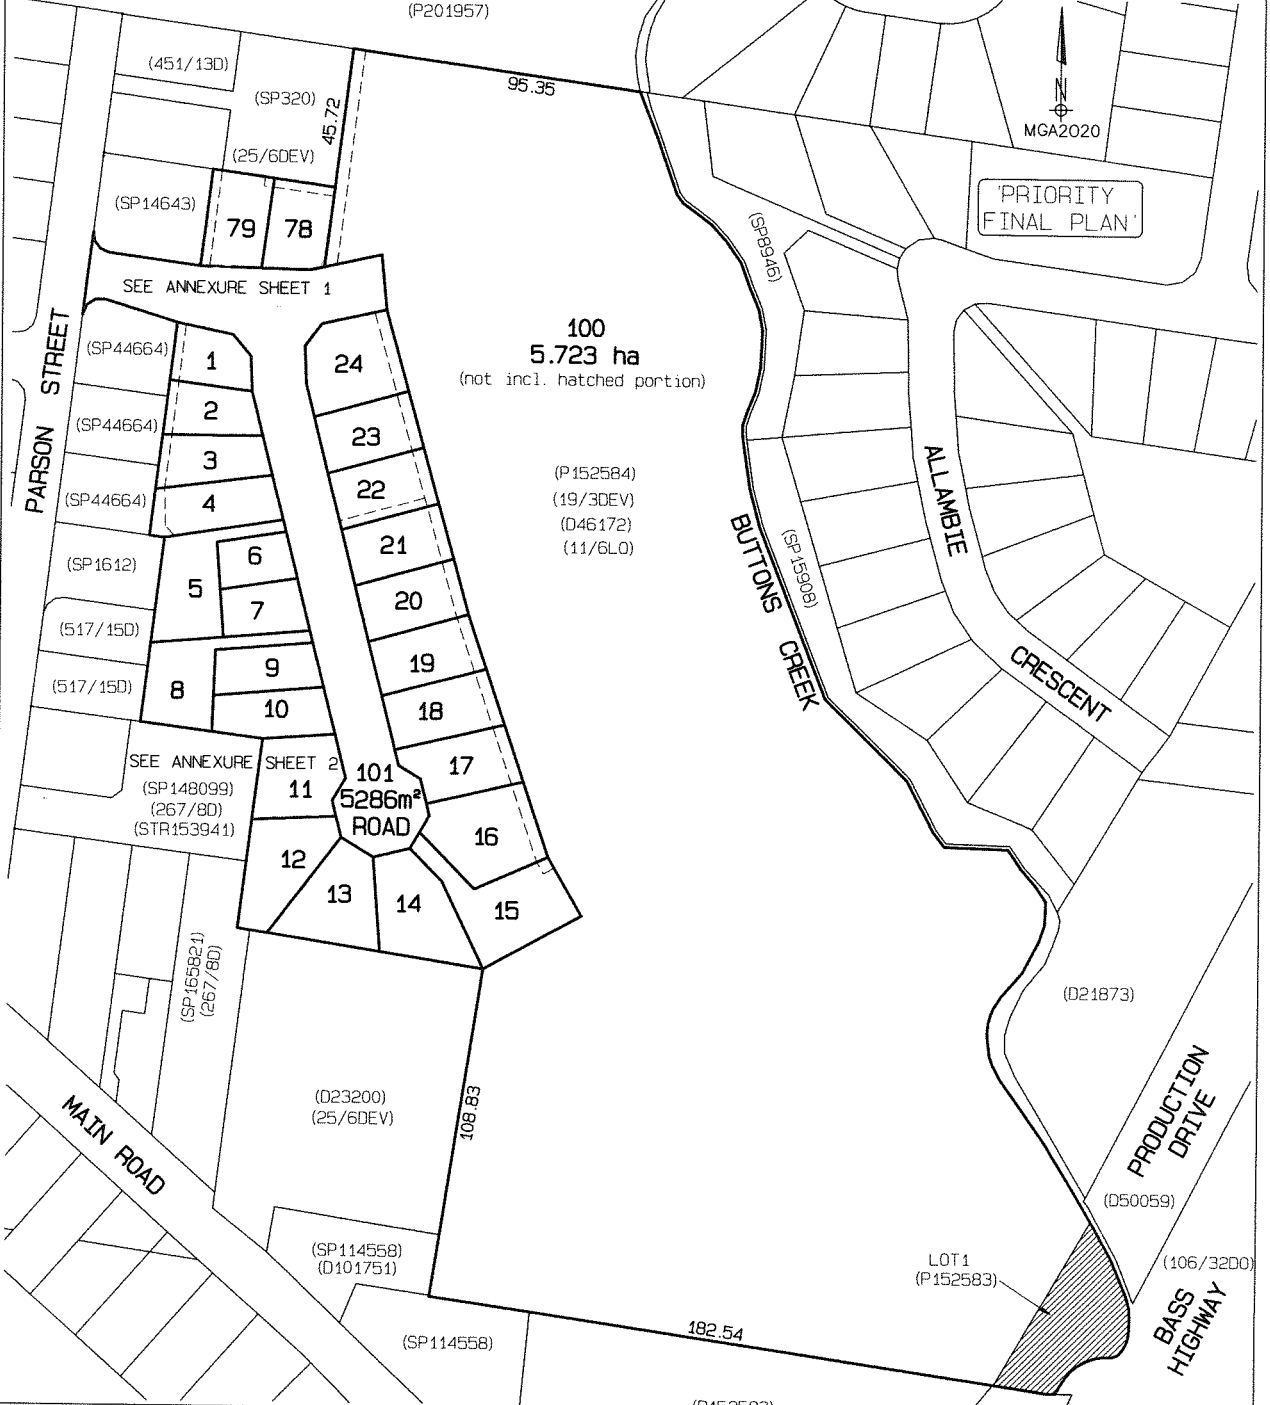 (P201957)
(451/13D)
(SP320)
45.72
95.35
(25/6DEV)
N
MGA2020
'PRIORITY
FINAL PLAN'
(SP14643)
79
78
(SP8946)
SEE ANNEXURE SHEET 1
PARSON STREET
(SP44664)
1
24
100
5.723 ha
(not incl. hatched portion)
(SP44664)
2
23
3
(SP44664)
4
22
(P152584)
(19/3DEV)
(D46172)
(11/6LO)
ALLAMBIE
CRESCENT
BUTTONS CREEK
(SP15908)
(SP1612)
5
6
21
7
20
(517/15D)
9
19
(517/15D)
8
10
18
SEE ANNEXURE SHEET 2
(SP148099)
(267/8D)
(STR153941)
11
101
5286m²
ROAD
17
16
12
13
14
15
(SP165821)
(267/8D)
(D21873)
(D23200)
(25/6DEV)
108.83
MAIN ROAD
PRODUCTION
DRIVE
(D50059)
(SP114558)
(D101751)
LOT1
(P152583)
(106/32DO)
BASS
HIGHWAY
(SP114558)
182.54